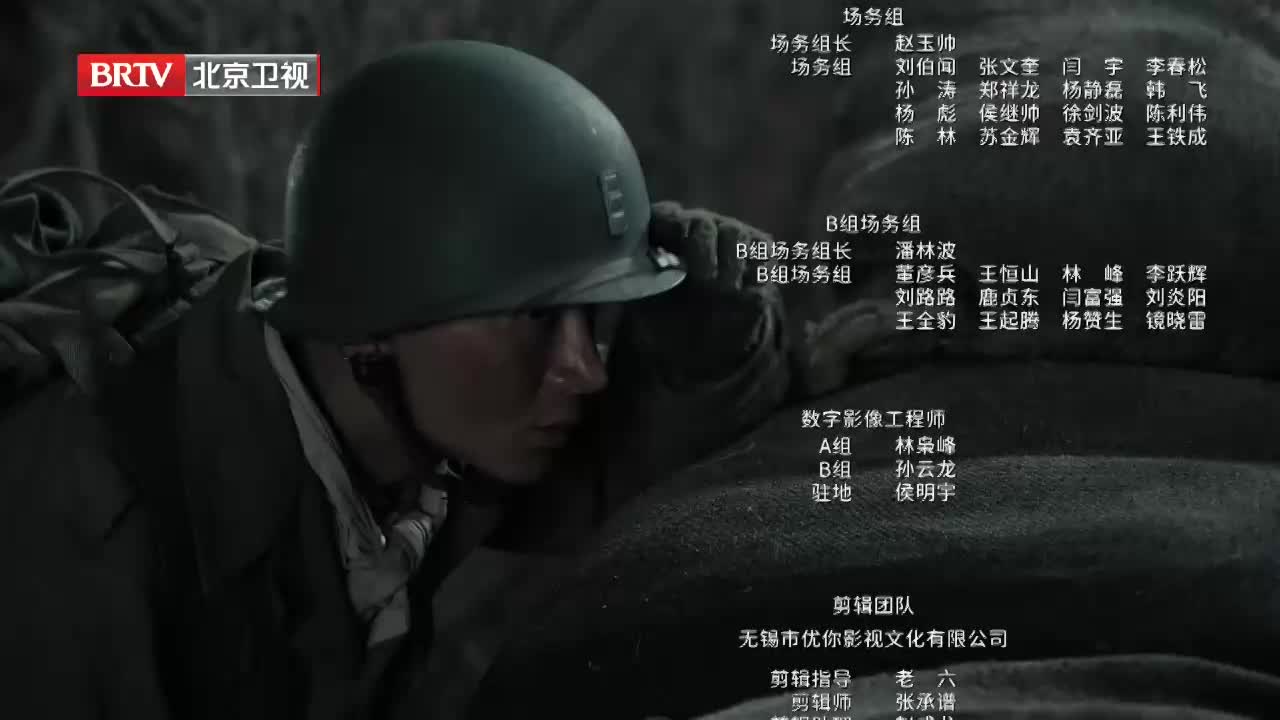 BRTV 北京卫视
场务组
场务组长 赵玉帅
场务组 刘伯闻 张文奎 闫 宇 李春松
孙 涛 郑祥龙 杨静磊 韩 飞
杨 彪 侯继帅 徐剑波 陈利伟
陈 林 苏金辉 袁齐亚 王铁成
B组场务组
B组场务组长 潘林波
B组场务组 董彦兵 王恒山 林 峰 李跃辉
刘路路 鹿贞东 闫富强 刘炎阳
王全豹 王起腾 杨赞生 镜晓雷
数字影像工程师
A组 林枭峰
B组 孙云龙
驻地 侯明宇
剪辑团队
无锡市优你影视文化有限公司
剪辑指导 老 六
剪辑师 张承谱